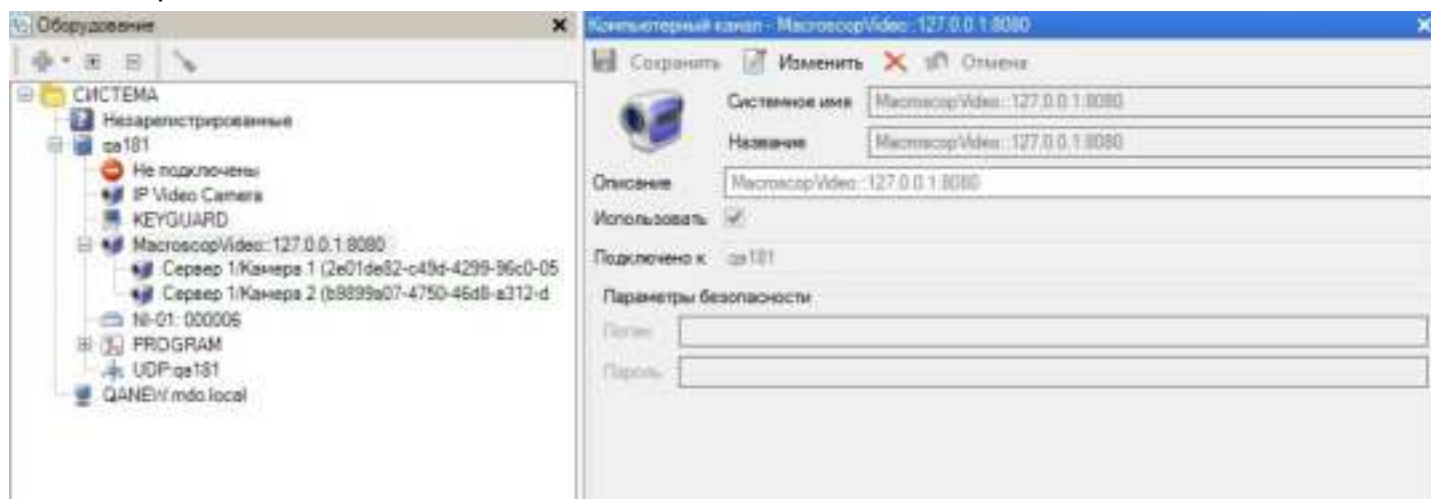 Оборудование
СИСТЕМА
Незарегистрированные
qa181
Не подключены
IP Video Camera
KEYGUARD
MacroscopVideo::127.0.0.1:8080
Сервер 1/Камера 1 (2e01de82-c49d-4299-96c0-05
Сервер 1/Камера 2 (b9899a07-4750-46d8-a312-d
NI-01: 000006
PROGRAM
UDP:qa181
QANEW.mdo.local
Компьютерный канал - MacroscopVideo::127.0.0.1:8080
Сохранить Изменить Отмена
Системное имя MacroscopVideo::127.0.0.1:8080
Название MacroscopVideo::127.0.0.1:8080
Описание MacroscopVideo::127.0.0.1:8080
Использовать
Подключено к qa181
Параметры безопасности
Логин
Пароль